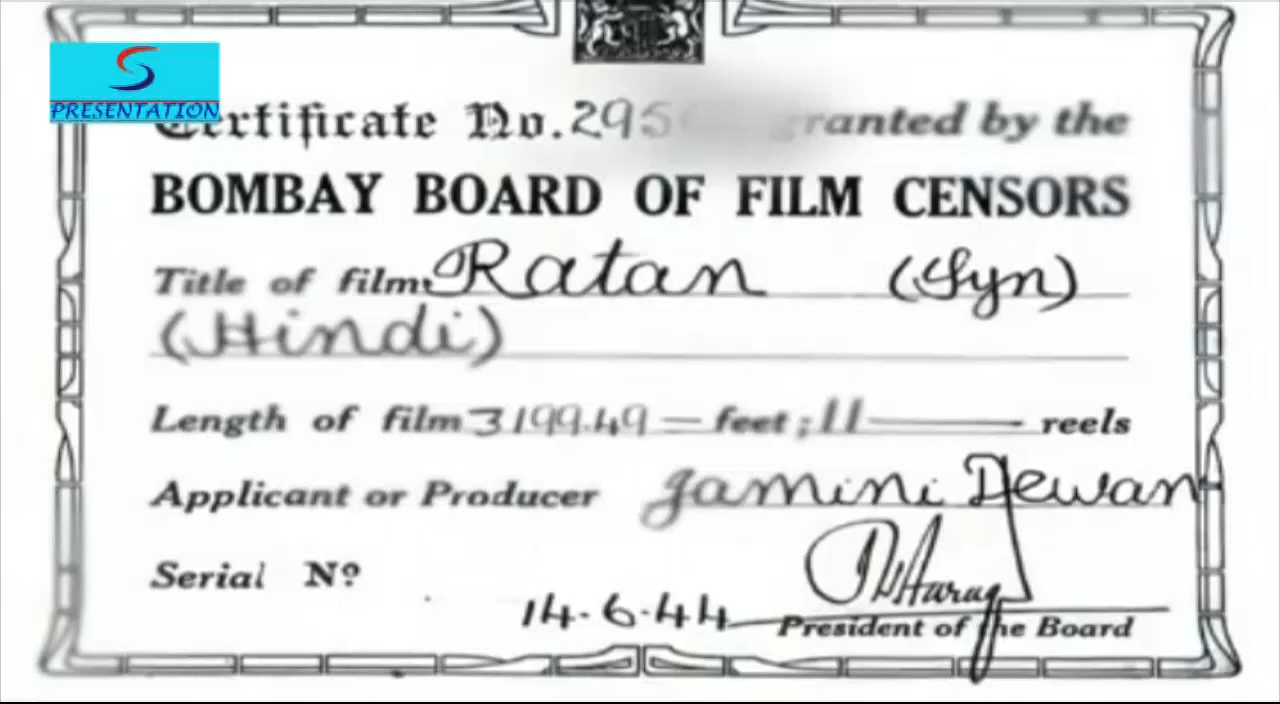 PRESENTATION
Certificate No. 295 granted by the
BOMBAY BOARD OF FILM CENSORS
Title of film Ratan (Syn)
(Hindi)
Length of film 3199.49 — feet; 11 — reels
Applicant or Producer Jamini Dewan
Serial Nº
14-6-44
President of the Board